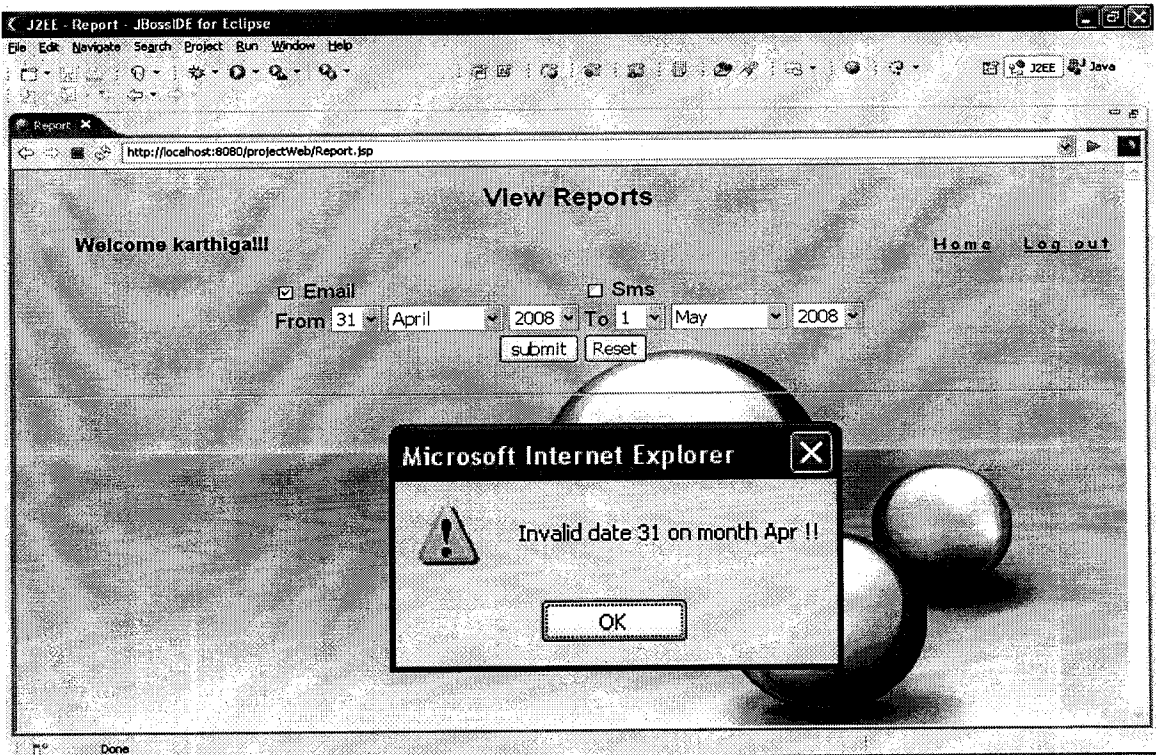 J2EE - Report - JBossIDE for Eclipse
File Edit Navigate Search Project Run Window Help
J2EE Java
Report
http://localhost:8080/projectWeb/Report.jsp
View Reports
Welcome karthiga!!!
Home Log out
Email Sms
From 31 April 2008 To 1 May 2008
submit Reset
Microsoft Internet Explorer
Invalid date 31 on month Apr !!
OK
Done